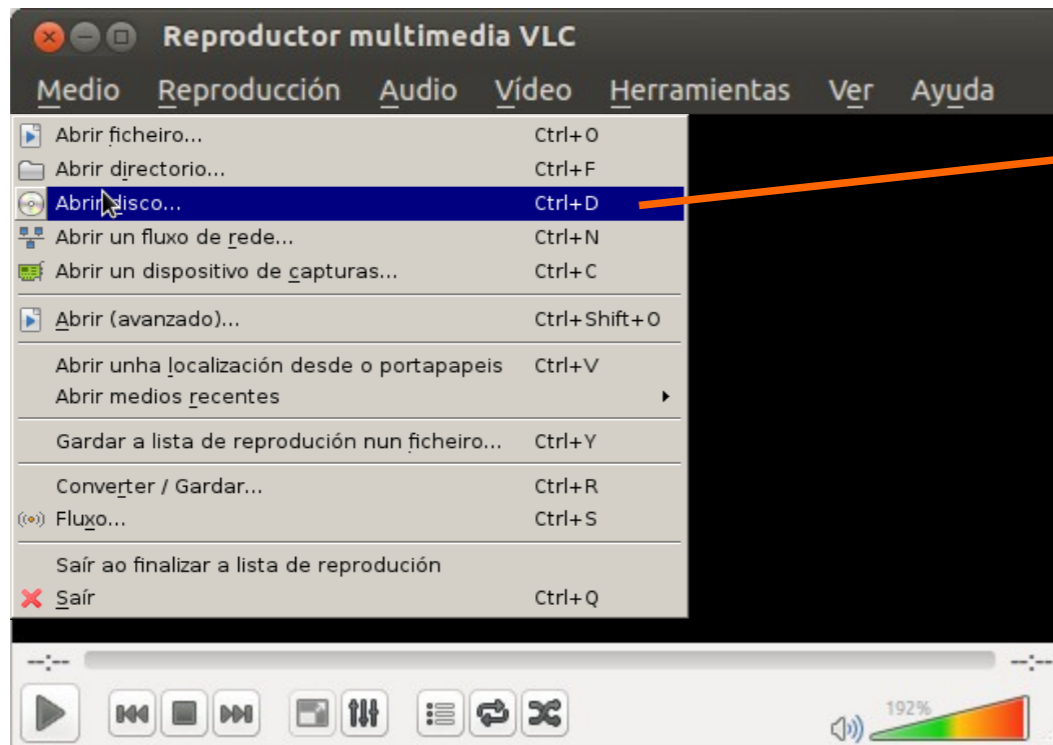 Reproductor multimedia VLC
Medio Reproducción Audio Vídeo Herramientas Ver Ayuda
Abrir ficheiro... Ctrl+O
Abrir directorio... Ctrl+F
Abrir disco... Ctrl+D
Abrir un fluxo de rede... Ctrl+N
Abrir un dispositivo de capturas... Ctrl+C
Abrir (avanzado)... Ctrl+Shift+O
Abrir unha localización desde o portapapeis Ctrl+V
Abrir medios recentes
Gardar a lista de reprodución nun ficheiro... Ctrl+Y
Converter / Gardar... Ctrl+R
Fluxo... Ctrl+S
Saír ao finalizar a lista de reprodución
Saír Ctrl+Q
--:-- --:--
192%